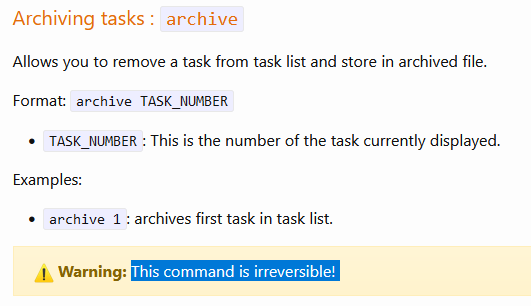 Archiving tasks : archive
Allows you to remove a task from task list and store in archived file.
Format: archive TASK_NUMBER
• TASK_NUMBER: This is the number of the task currently displayed.
Examples:
• archive 1: archives first task in task list.
⚠️ Warning: This command is irreversible!